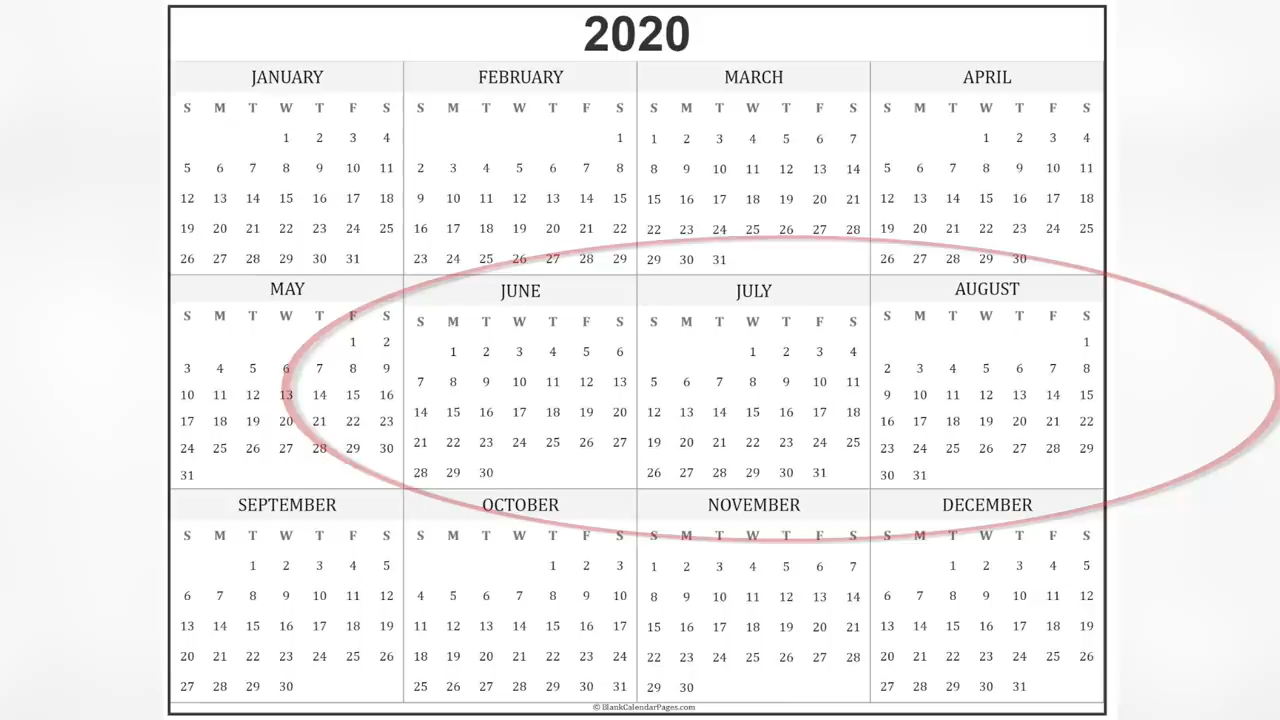 2020
JANUARY FEBRUARY MARCH APRIL
S M T W T F S S M T W T F S S M T W T F S S M T W T F S
1 2 3 4 1 1 2 3 4 5 6 7 1 2 3 4
5 6 7 8 9 10 11 2 3 4 5 6 7 8 8 9 10 11 12 13 14 5 6 7 8 9 10 11
12 13 14 15 16 17 18 9 10 11 12 13 14 15 15 16 17 18 19 20 21 12 13 14 15 16 17 18
19 20 21 22 23 24 25 16 17 18 19 20 21 22 22 23 24 25 26 27 28 19 20 21 22 23 24 25
26 27 28 29 30 31 23 24 25 26 27 28 29 29 30 31 26 27 28 29 30
MAY JUNE JULY AUGUST
S M T W T F S S M T W T F S S M T W T F S S M T W T F S
1 2 1 2 3 4 5 6 1 2 3 4 1
3 4 5 6 7 8 9 7 8 9 10 11 12 13 5 6 7 8 9 10 11 2 3 4 5 6 7 8
10 11 12 13 14 15 16 14 15 16 17 18 19 20 12 13 14 15 16 17 18 9 10 11 12 13 14 15
17 18 19 20 21 22 23 21 22 23 24 25 26 27 19 20 21 22 23 24 25 16 17 18 19 20 21 22
24 25 26 27 28 29 30 28 29 30 26 27 28 29 30 31 23 24 25 26 27 28 29
31 30 31
SEPTEMBER OCTOBER NOVEMBER DECEMBER
S M T W T F S S M T W T F S S M T W T F S S M T W T F S
1 2 3 4 5 1 2 3 1 2 3 4 5 6 7 1 2 3 4 5
6 7 8 9 10 11 12 4 5 6 7 8 9 10 8 9 10 11 12 13 14 6 7 8 9 10 11 12
13 14 15 16 17 18 19 11 12 13 14 15 16 17 15 16 17 18 19 20 21 13 14 15 16 17 18 19
20 21 22 23 24 25 26 18 19 20 21 22 23 24 22 23 24 25 26 27 28 20 21 22 23 24 25 26
27 28 29 30 25 26 27 28 29 30 31 29 30 27 28 29 30 31
© BlankCalendarPages.com